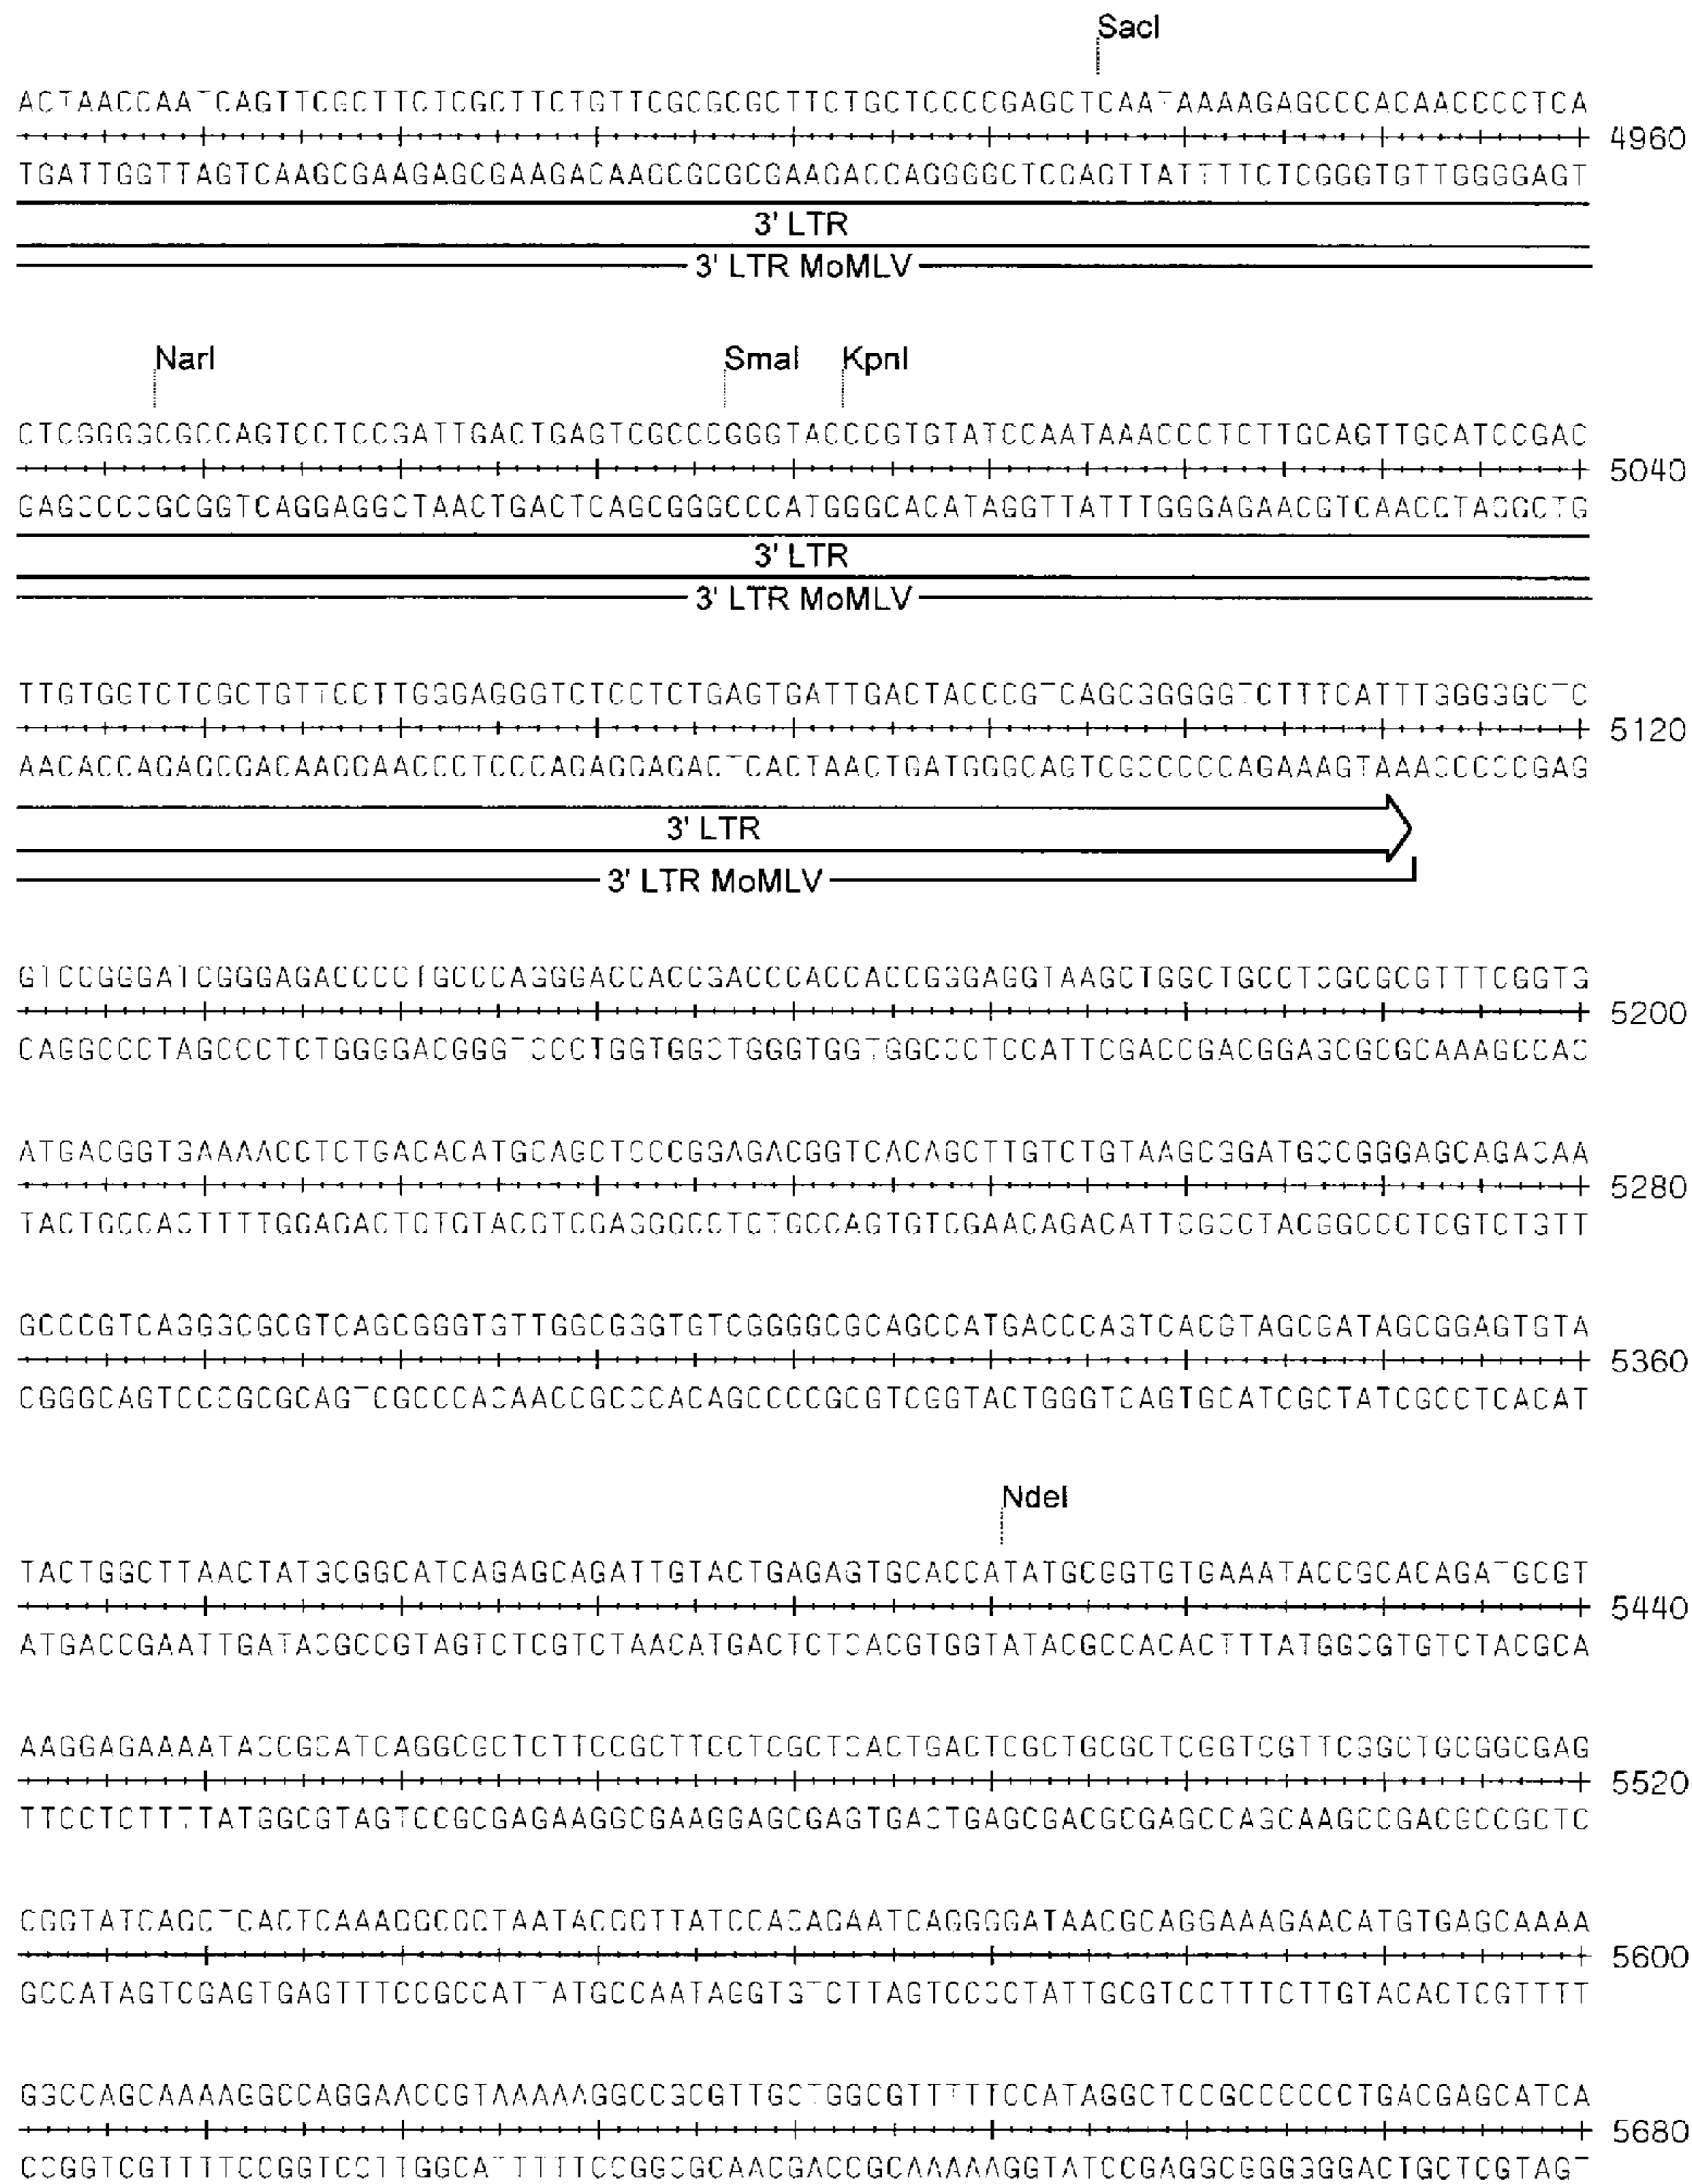 SacI
ACTAACCAATCAGTTCGCTTCTCGCTTCTGTTCGCGCGCTTCTGCTCCCCGAGCTCAATAAAAGAGCCCACAACCCCTCA
4960
TGATTGGTTAGTCAAGCGAAGAGCGAAGACAAGCGCGCGAAGACGAGGGGCTCGAGTTATTTTCTCGGGTGTTGGGGAGT
3' LTR
3' LTR MoMLV
NarI SmaI KpnI
CTCGGGGCGCCAGTCCTCCGATTGACTGAGTCGCCCGGGTACCCGTGTATCCAATAAACCCTCTTGCAGTTGCATCCGAC
5040
GAGCCCCGCGGTCAGGAGGCTAACTGACTCAGCGGGCCCATGGGCACATAGGTTATTTGGGAGAACGTCAACGTAGGCTG
3' LTR
3' LTR MoMLV
TTGTGGTCTCGCTGTTCCTTGGGAGGGTCTCCTCTGAGTGATTGACTACCCGTCAGCGGGGGTCTTTCATTTGGGGGCTC
5120
AACACCAGAGCGACAAGGAACCCTCCCAGAGGAGACTCACTAACTGATGGGCAGTCGCCCCCAGAAAGTAAACCCCCGAG
3' LTR
3' LTR MoMLV
GTCCGGGATCGGGAGACCCCTGCCCAGGGACCACCGACCCACCACCGGGAGGTAAGCTGGCTGCCTCGCGCGTTTCGGTG
5200
CAGGCCCTAGCCCTCTGGGGACGGGTCCCTGGTGGCTGGGTGGTGGCCCTCCATTCGACCGACGGAGCGCGCAAAGCCAC
ATGACGGTGAAAACCTCTGACACATGCAGCTCCCGGAGACGGTCACAGCTTGTCTGTAAGCGGATGCCGGGAGCAGACAA
5280
TACTGCCACTTTTGGAGACTGTGTACGTCGAGGGCCTCTGCCAGTGTCGAACAGACATTCGCCTACGGCCCTCGTCTGTT
GCCCGTCAGGGCGCGTCAGCGGGTGTTGGCGGGTGTCGGGGCGCAGCCATGACCCAGTCACGTAGCGATAGCGGAGTGTA
5360
CGGGCAGTCCCGCGCAGTCGCCCACAACCGCCCACAGCCCCGCGTCGGTACTGGGTCAGTGCATCGCTATCGCCTCACAT
NdeI
TACTGGCTTAACTATGCGGCATCAGAGCAGATTGTACTGAGAGTGCACCATATGCGGTGTGAAATACCGCACAGATGCGT
5440
ATGACCGAATTGATACGCCGTAGTCTCGTCTAACATGACTCTCACGTGGTATACGCCACACTTTATGGCGTGTCTACGCA
AAGGAGAAAATACCGCATCAGGCGCTCTTCCGCTTCCTCGCTCACTGACTCGCTGCGCTCGGTCGTTCGGCTGCGGCGAG
5520
TTCCTCTTTTATGGCGTAGTCCGCGAGAAGGCGAAGGAGCGAGTGACTGAGCGACGCGAGCCAGCAAGCCGACGCCGCTC
CGGTATCAGCTCACTCAAAGGCGGTAATACGGTTATCCACAGAATCAGGGGATAACGCAGGAAAGAACATGTGAGCAAAA
5600
GCCATAGTCGAGTGAGTTTCCGCCATTATGCCAATAGGTGTCTTAGTCCCCTATTGCGTCCTTTCTTGTACACTCGTTTT
GGCCAGCAAAAGGCCAGGAACCGTAAAAAGGCCGCGTTGCTGGCGTTTTTCCATAGGCTCCGCCCCCCTGACGAGCATCA
5680
CCGGTCGTTTTCCGGTCCTTGGCATTTTTCCGGCGCAACGACCGCAAAAAGGTATCCGAGGCGGGGGGACTGCTCGTAGT